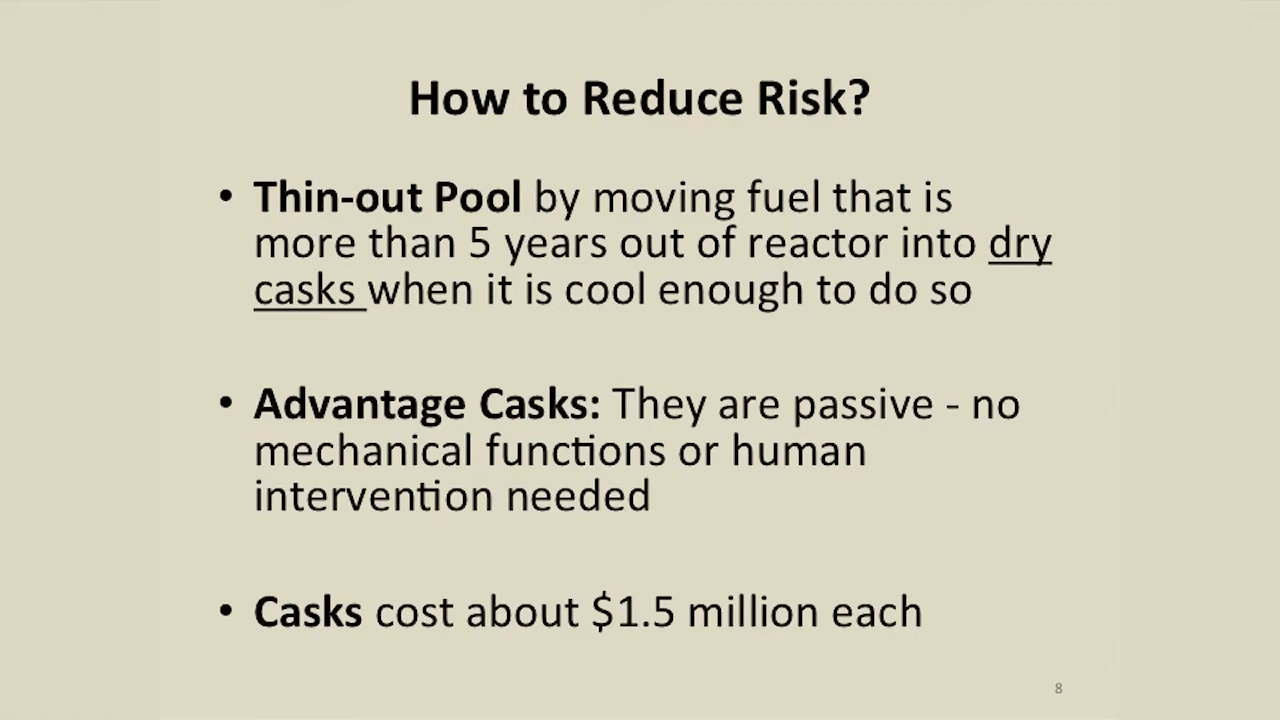 How to Reduce Risk?
• Thin-out Pool by moving fuel that is
more than 5 years out of reactor into dry
casks when it is cool enough to do so
• Advantage Casks: They are passive - no
mechanical functions or human
intervention needed
• Casks cost about $1.5 million each
8